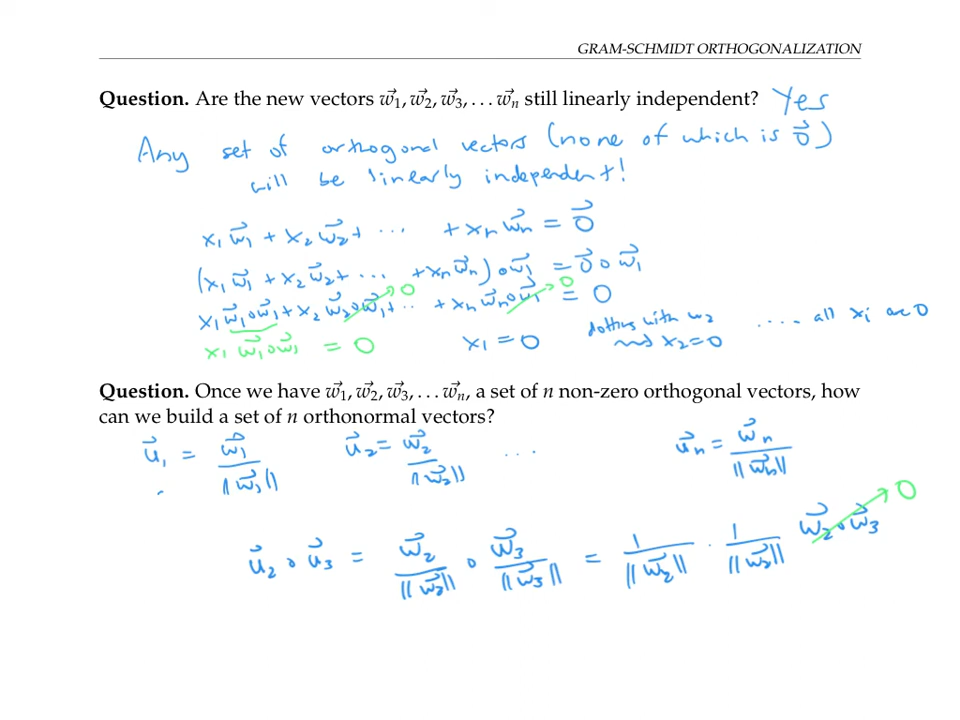 GRAM-SCHMIDT ORTHOGONALIZATION
Question. Are the new vectors w⃗₁, w⃗₂, w⃗₃, … w⃗ₙ still linearly independent? Yes
Any set of orthogonal vectors (none of which is 0⃗)
will be linearly independent!
x₁ w⃗₁ + x₂ w⃗₂ + ⋯ + xₙ w⃗ₙ = 0⃗
(x₁ w⃗₁ + x₂ w⃗₂ + ⋯ + xₙ w⃗ₙ) ∘ w⃗₁ = 0⃗ ∘ w⃗₁
x₁ w⃗₁ ∘ w⃗₁ + x₂ w⃗₂ ∘ w⃗₁ + ⋯ + xₙ w⃗ₙ ∘ w⃗₁ = 0
0 0
x₁ w⃗₁ ∘ w⃗₁ = 0 x₁ = 0 dotting with w₂ …. all xᵢ are 0
x₂ = 0
Question. Once we have w⃗₁, w⃗₂, w⃗₃, … w⃗ₙ, a set of n non-zero orthogonal vectors, how
can we build a set of n orthonormal vectors?
u⃗₁ = w⃗₁/||w⃗₁|| u⃗₂ = w⃗₂/||w⃗₂|| … u⃗ₙ = w⃗ₙ/||w⃗ₙ||
u⃗₂ ∘ u⃗₃ = w⃗₂/||w⃗₂|| ∘ w⃗₃/||w⃗₃|| = 1/||w⃗₂|| · 1/||w⃗₃|| w⃗₂ ∘ w⃗₃ 0